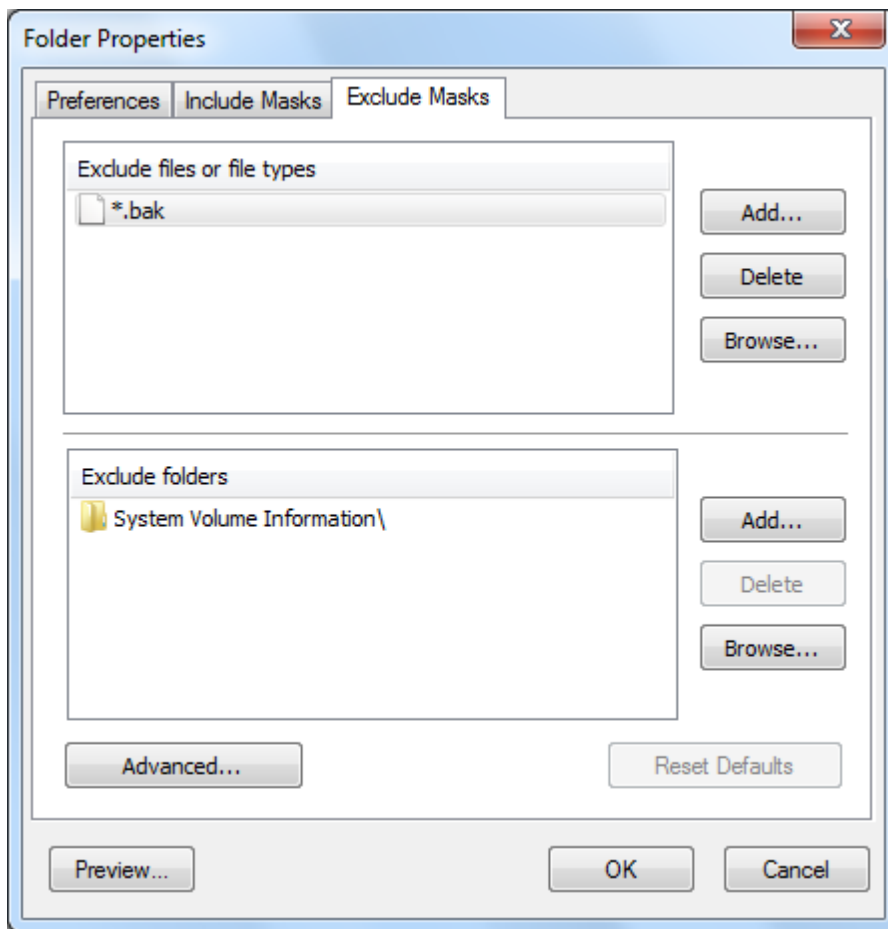 Folder Properties
Preferences Include Masks Exclude Masks
Exclude files or file types
*.bak
Add...
Delete
Browse...
Exclude folders
System Volume Information\
Add...
Delete
Browse...
Advanced... Reset Defaults
Preview... OK Cancel